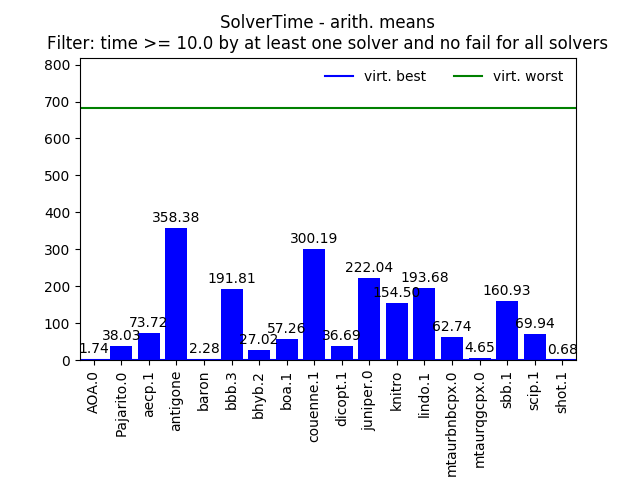 SolverTime - arith. means
Filter: time >= 10.0 by at least one solver and no fail for all solvers
virt. best virt. worst
800
700
600
500
400
300
200
100
0
1.74
38.03
73.72
358.38
2.28
191.81
27.02
57.26
300.19
36.69
222.04
154.50
193.68
62.74
4.65
160.93
69.94
0.68
AOA.0
Pajarito.0
aecp.1
antigone
baron
bbb.3
bhyb.2
boa.1
couenne.1
dicopt.1
juniper.0
knitro
lindo.1
mtaurbnbcpx.0
mtaurqgcpx.0
sbb.1
scip.1
shot.1